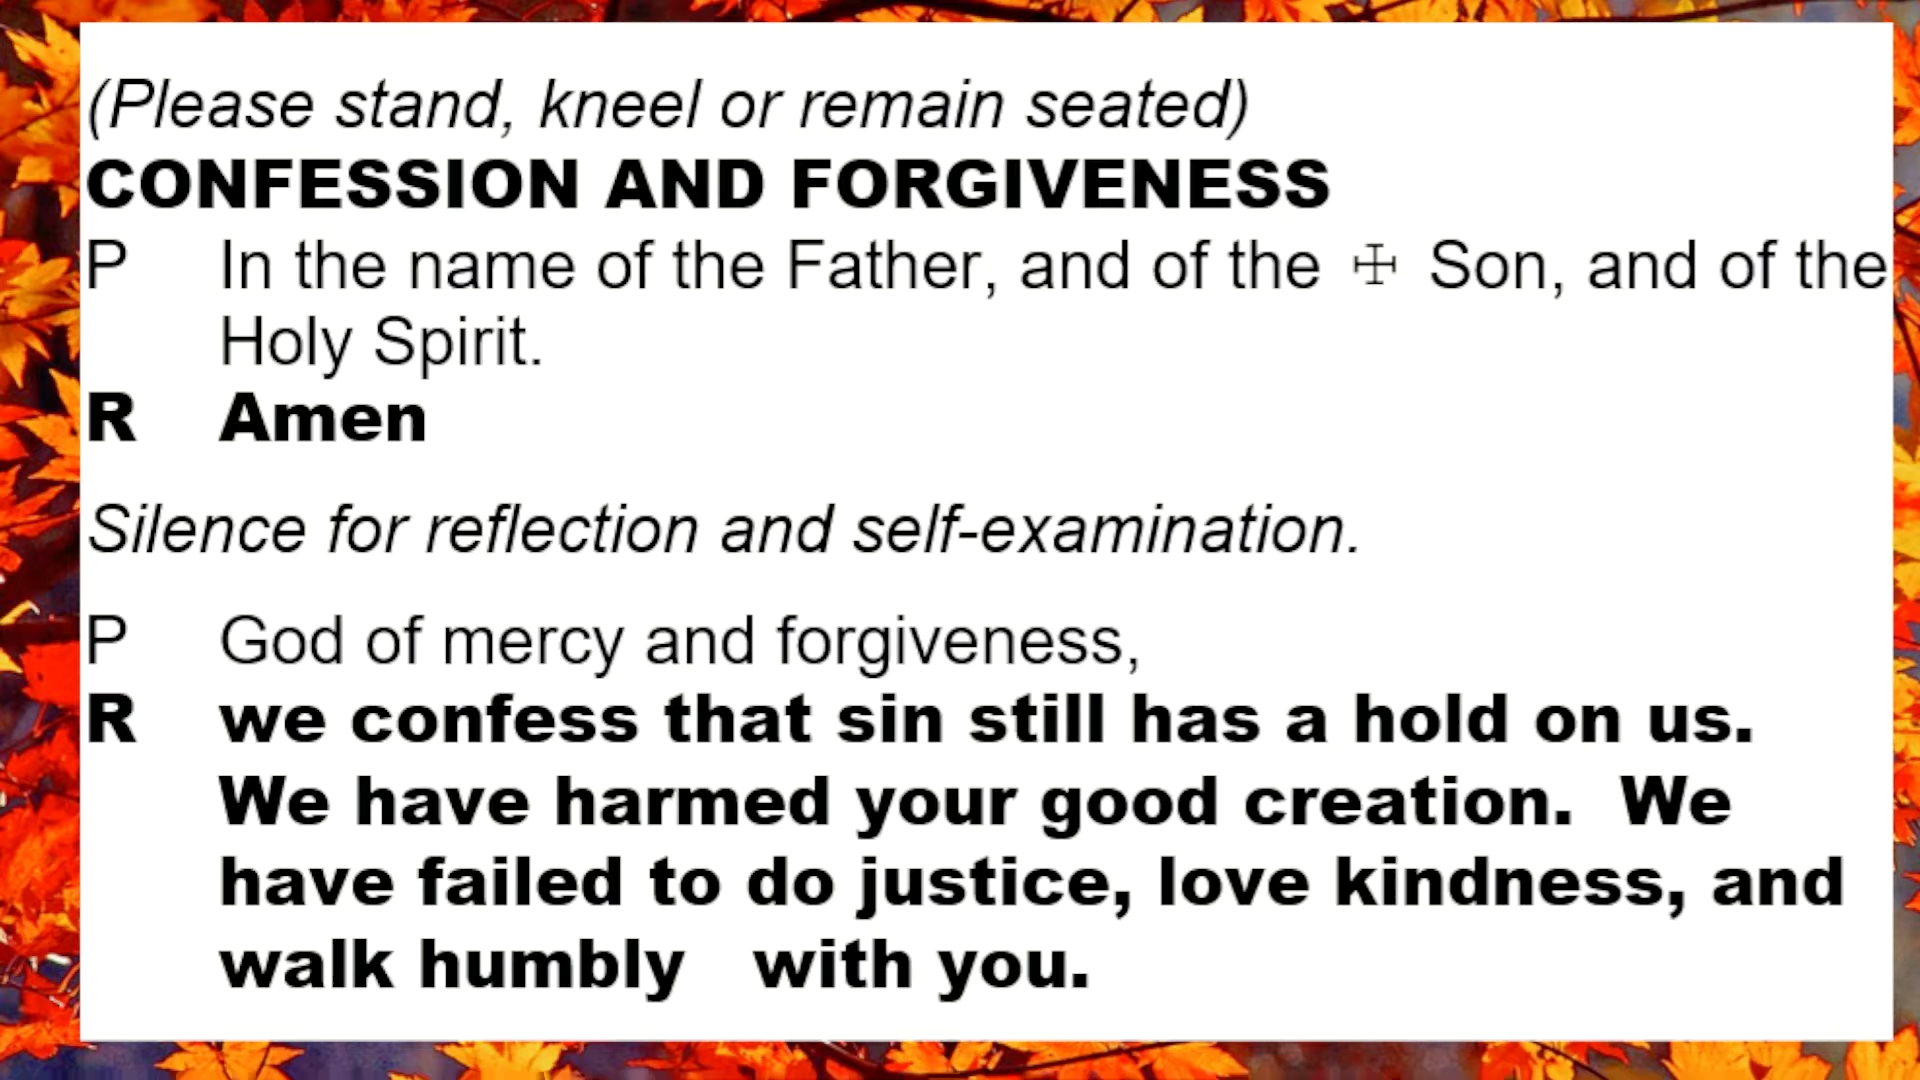 (Please stand, kneel or remain seated)
CONFESSION AND FORGIVENESS
P In the name of the Father, and of the ☩ Son, and of the
Holy Spirit.
R Amen
Silence for reflection and self-examination.
P God of mercy and forgiveness,
R we confess that sin still has a hold on us.
We have harmed your good creation.  We
have failed to do justice, love kindness, and
walk humbly   with you.